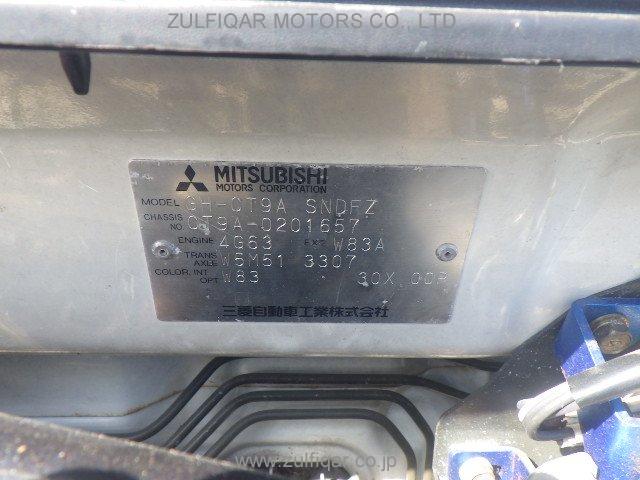 ZULFIQAR MOTORS CO.,LTD
MITSUBISHI
MOTORS CORPORATION
MODEL GH-CT9A SNDFZ
CHASSIS NO CT9A-0201657
ENGINE 4G63 EXT W83A
TRANS AXLE W5M51 3307
COLOR, INT OPT W83 30X 00P
三菱自動車工業株式会社
www.zulfiqar.co.jp